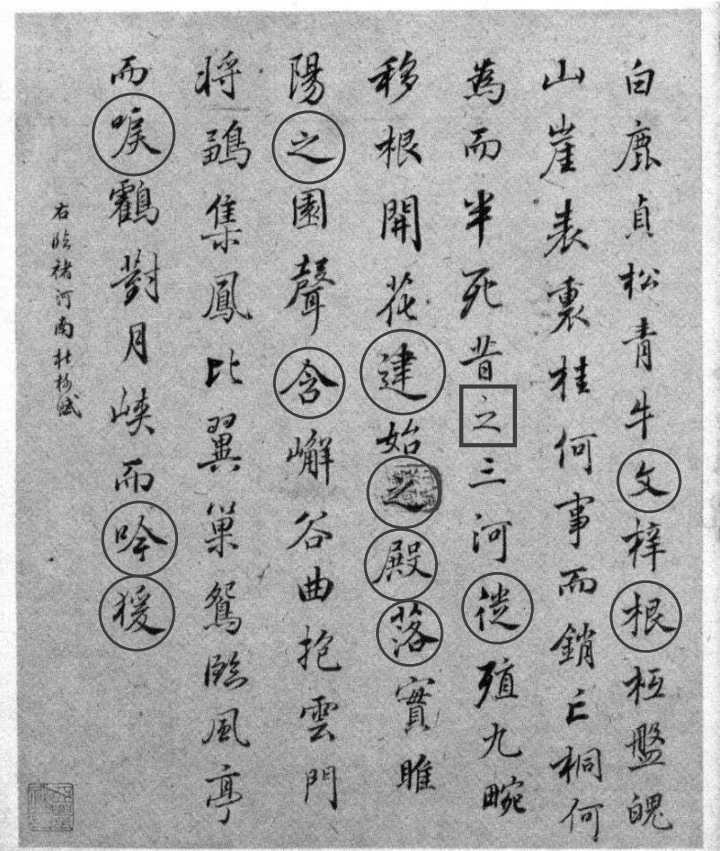 白鹿貞松青牛文梓根柢盤魄
山崖表裏桂何事而銷亡桐何
為而半死昔之三河徙殖九畹
移根開花建始之殿落實睢
陽之園聲含嶰谷曲抱雲門
将鶵集鳳比翼巢鴛臨風亭
而唳鶴對月峡而吟猨
右臨褚河南枯樹賦